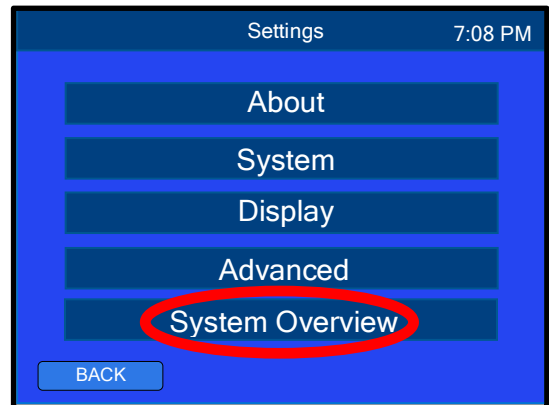 Settings 7:08 PM
About
System
Display
Advanced
System Overview
BACK